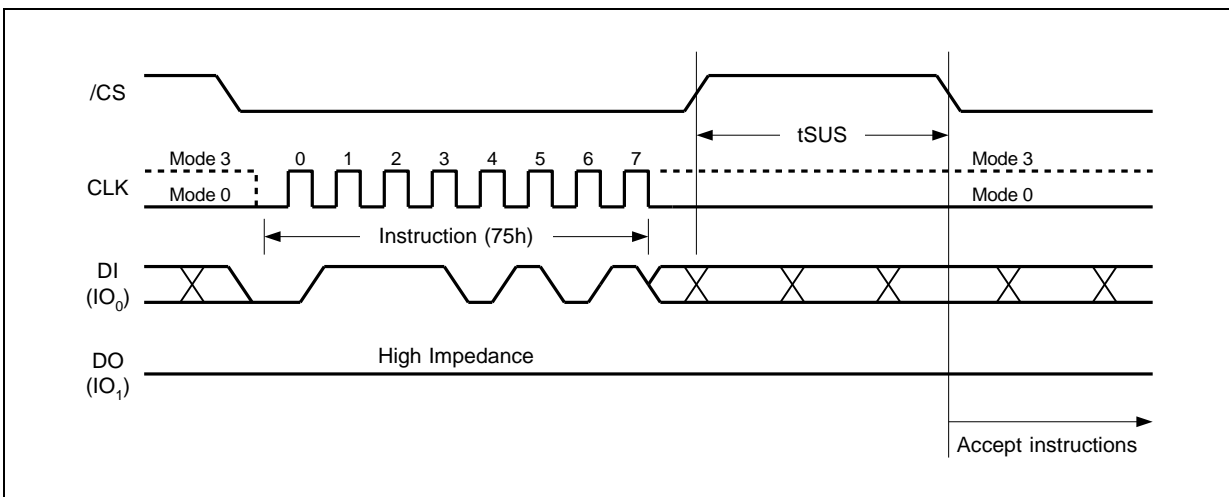 /CS
tSUS
Mode 3 0 1 2 3 4 5 6 7 Mode 3
CLK
Mode 0 Mode 0
Instruction (75h)
DI
(IO0)
High Impedance
DO
(IO1)
Accept instructions